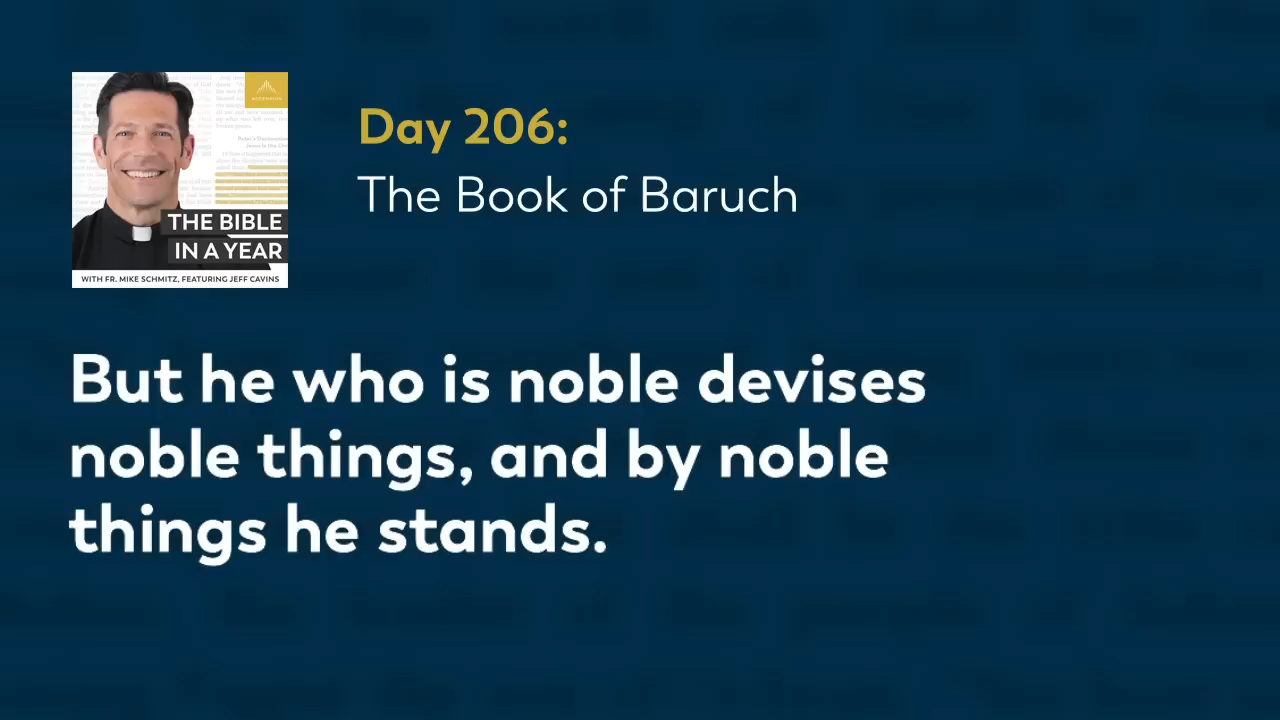 Day 206:
The Book of Baruch
THE BIBLE
IN A YEAR
WITH FR. MIKE SCHMITZ, FEATURING JEFF CAVINS
But he who is noble devises
noble things, and by noble
things he stands.